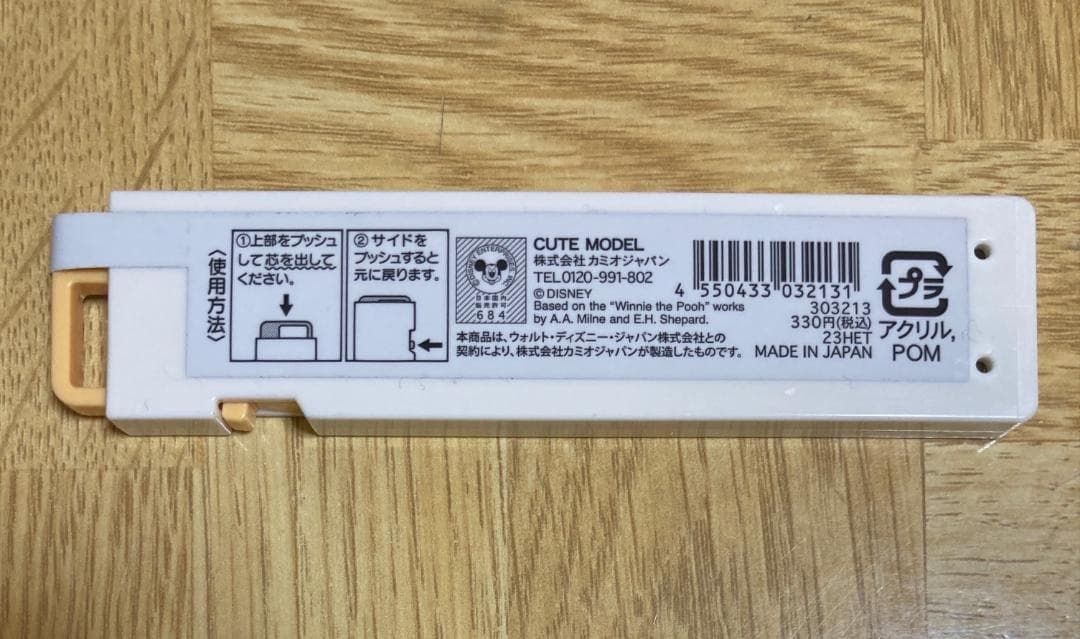 〈使用方法〉
①上部をプッシュ
して芯を出して
ください。
② サイドを
プッシュすると
元に戻ります。
日本国内
販売許可
684
CUTE MODEL
株式会社 カミオジャパン
TEL0120-991-802
©DISNEY
Based on the "Winnie the Pooh" works
by A.A. Milne and E.H. Shepard.
本商品は、ウォルト・ディズニー・ジャパン株式会社との
契約により、株式会社カミオジャパンが製造したものです。
4 550433 032131
303213
330円(税込)
23HET
MADE IN JAPAN
プラ
アクリル,
POM